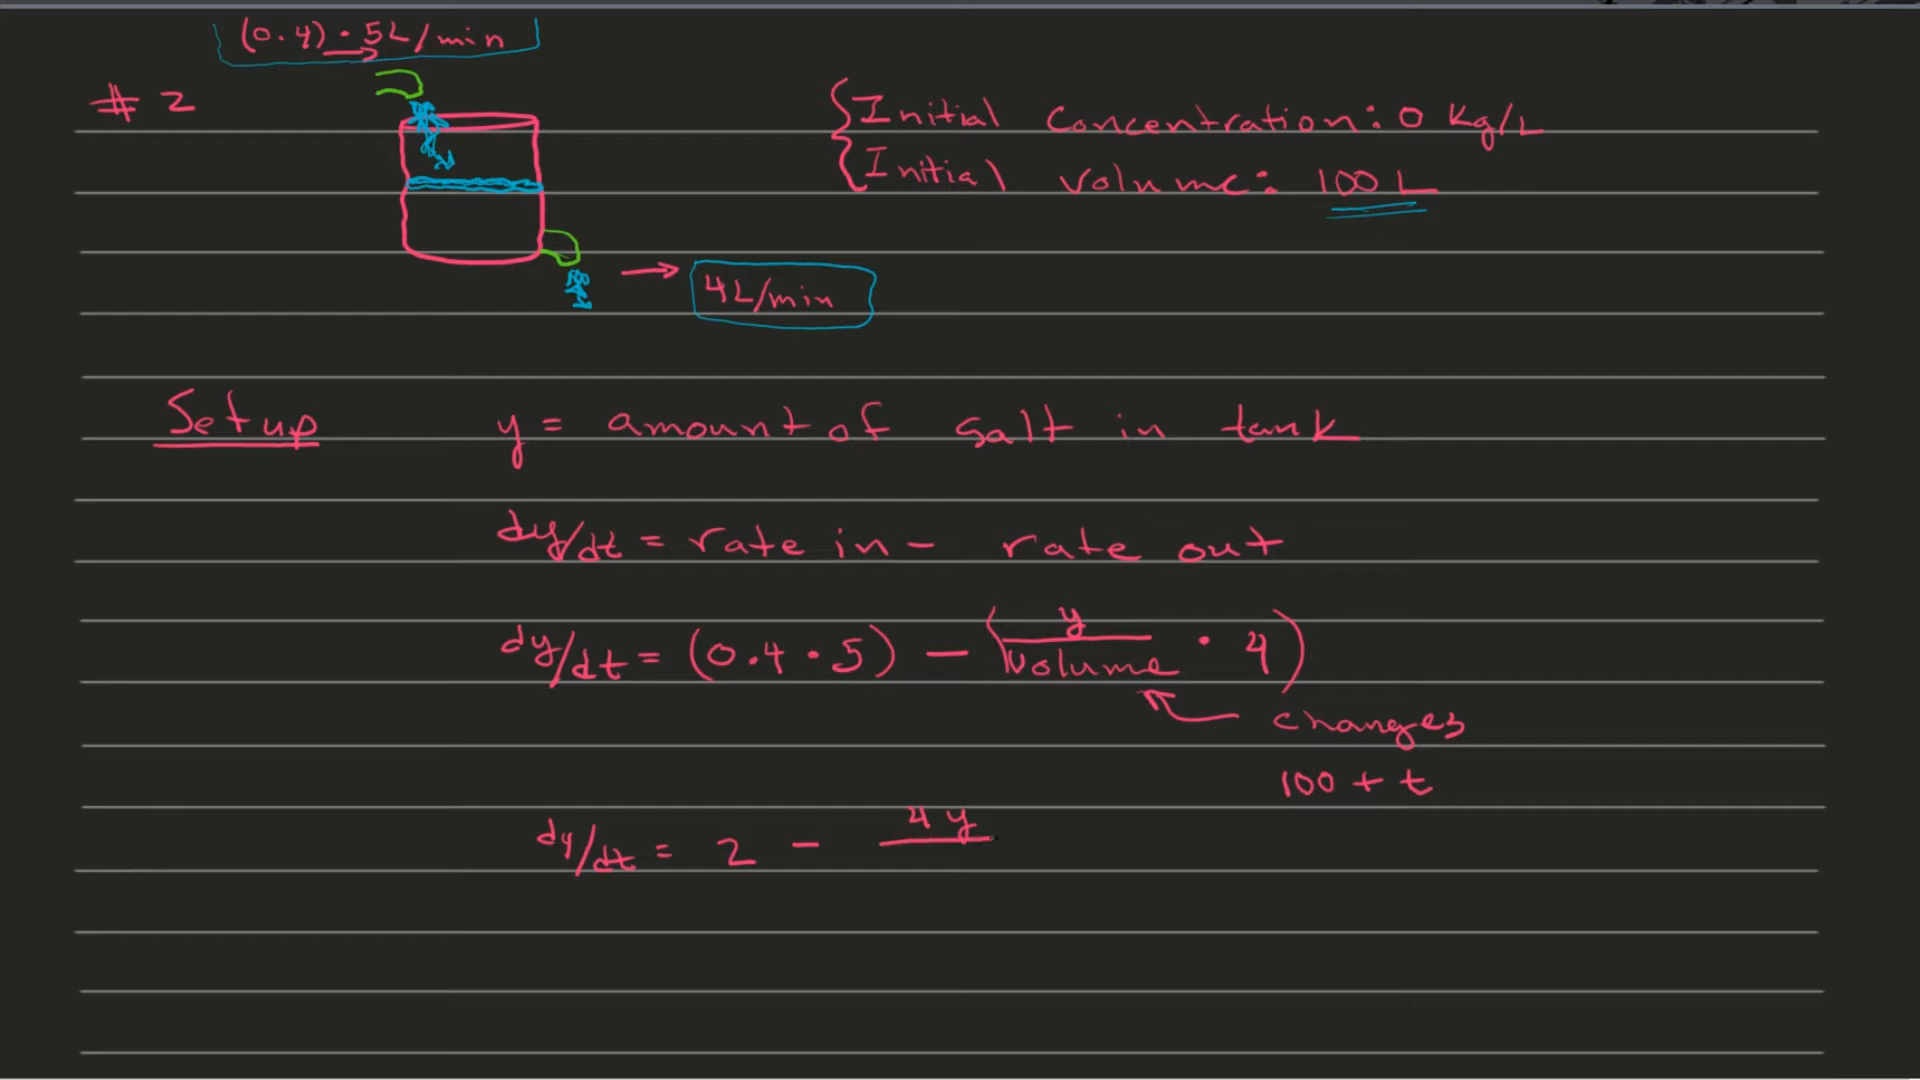 (0.4) · 5L/min
# 2
Initial Concentration: 0 Kg/L
Initial Volume: 100 L
4L/min
Setup y = amount of salt in tank
dy/dt = rate in - rate out
dy/dt = (0.4 · 5) - (y/volume · 4)
changes
100 + t
dy/dt = 2 - 4y